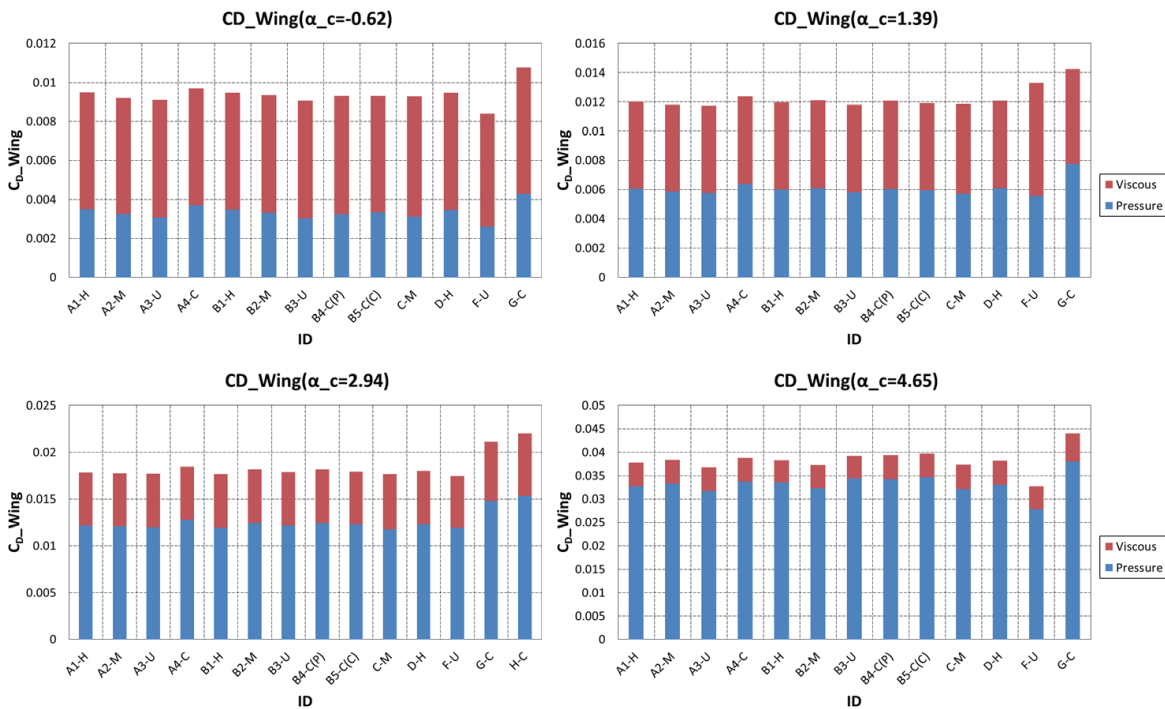 CD_Wing(α_c=-0.62)
0.012
0.01
0.008
0.006
0.004
0.002
0
C_D_Wing
A1-H A2-M A3-U A4-C B1-H B2-M B3-U B4-C(P) B5-C(C) C-M D-H F-U G-C
ID
CD_Wing(α_c=1.39)
0.016
0.014
0.012
0.01
0.008
0.006
0.004
0.002
0
C_D_Wing
A1-H A2-M A3-U A4-C B1-H B2-M B3-U B4-C(P) B5-C(C) C-M D-H F-U G-C
ID
Viscous
Pressure
CD_Wing(α_c=2.94)
0.025
0.02
0.015
0.01
0.005
0
C_D_Wing
A1-H A2-M A3-U A4-C B1-H B2-M B3-U B4-C(P) B5-C(C) C-M D-H F-U G-C H-C
ID
CD_Wing(α_c=4.65)
0.05
0.045
0.04
0.035
0.03
0.025
0.02
0.015
0.01
0.005
0
C_D_Wing
A1-H A2-M A3-U A4-C B1-H B2-M B3-U B4-C(P) B5-C(C) C-M D-H F-U G-C
ID
Viscous
Pressure